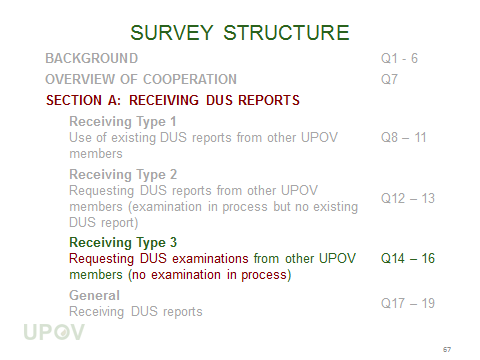 SURVEY STRUCTURE
BACKGROUND Q1 - 6
OVERVIEW OF COOPERATION Q7
SECTION A: RECEIVING DUS REPORTS
Receiving Type 1
Use of existing DUS reports from other UPOV
members
Q8 – 11
Receiving Type 2
Requesting DUS reports from other UPOV
members (examination in process but no existing
DUS report)
Q12 – 13
Receiving Type 3
Requesting DUS examinations from other UPOV
members (no examination in process)
Q14 – 16
General
Receiving DUS reports
Q17 – 19
UPOV
67